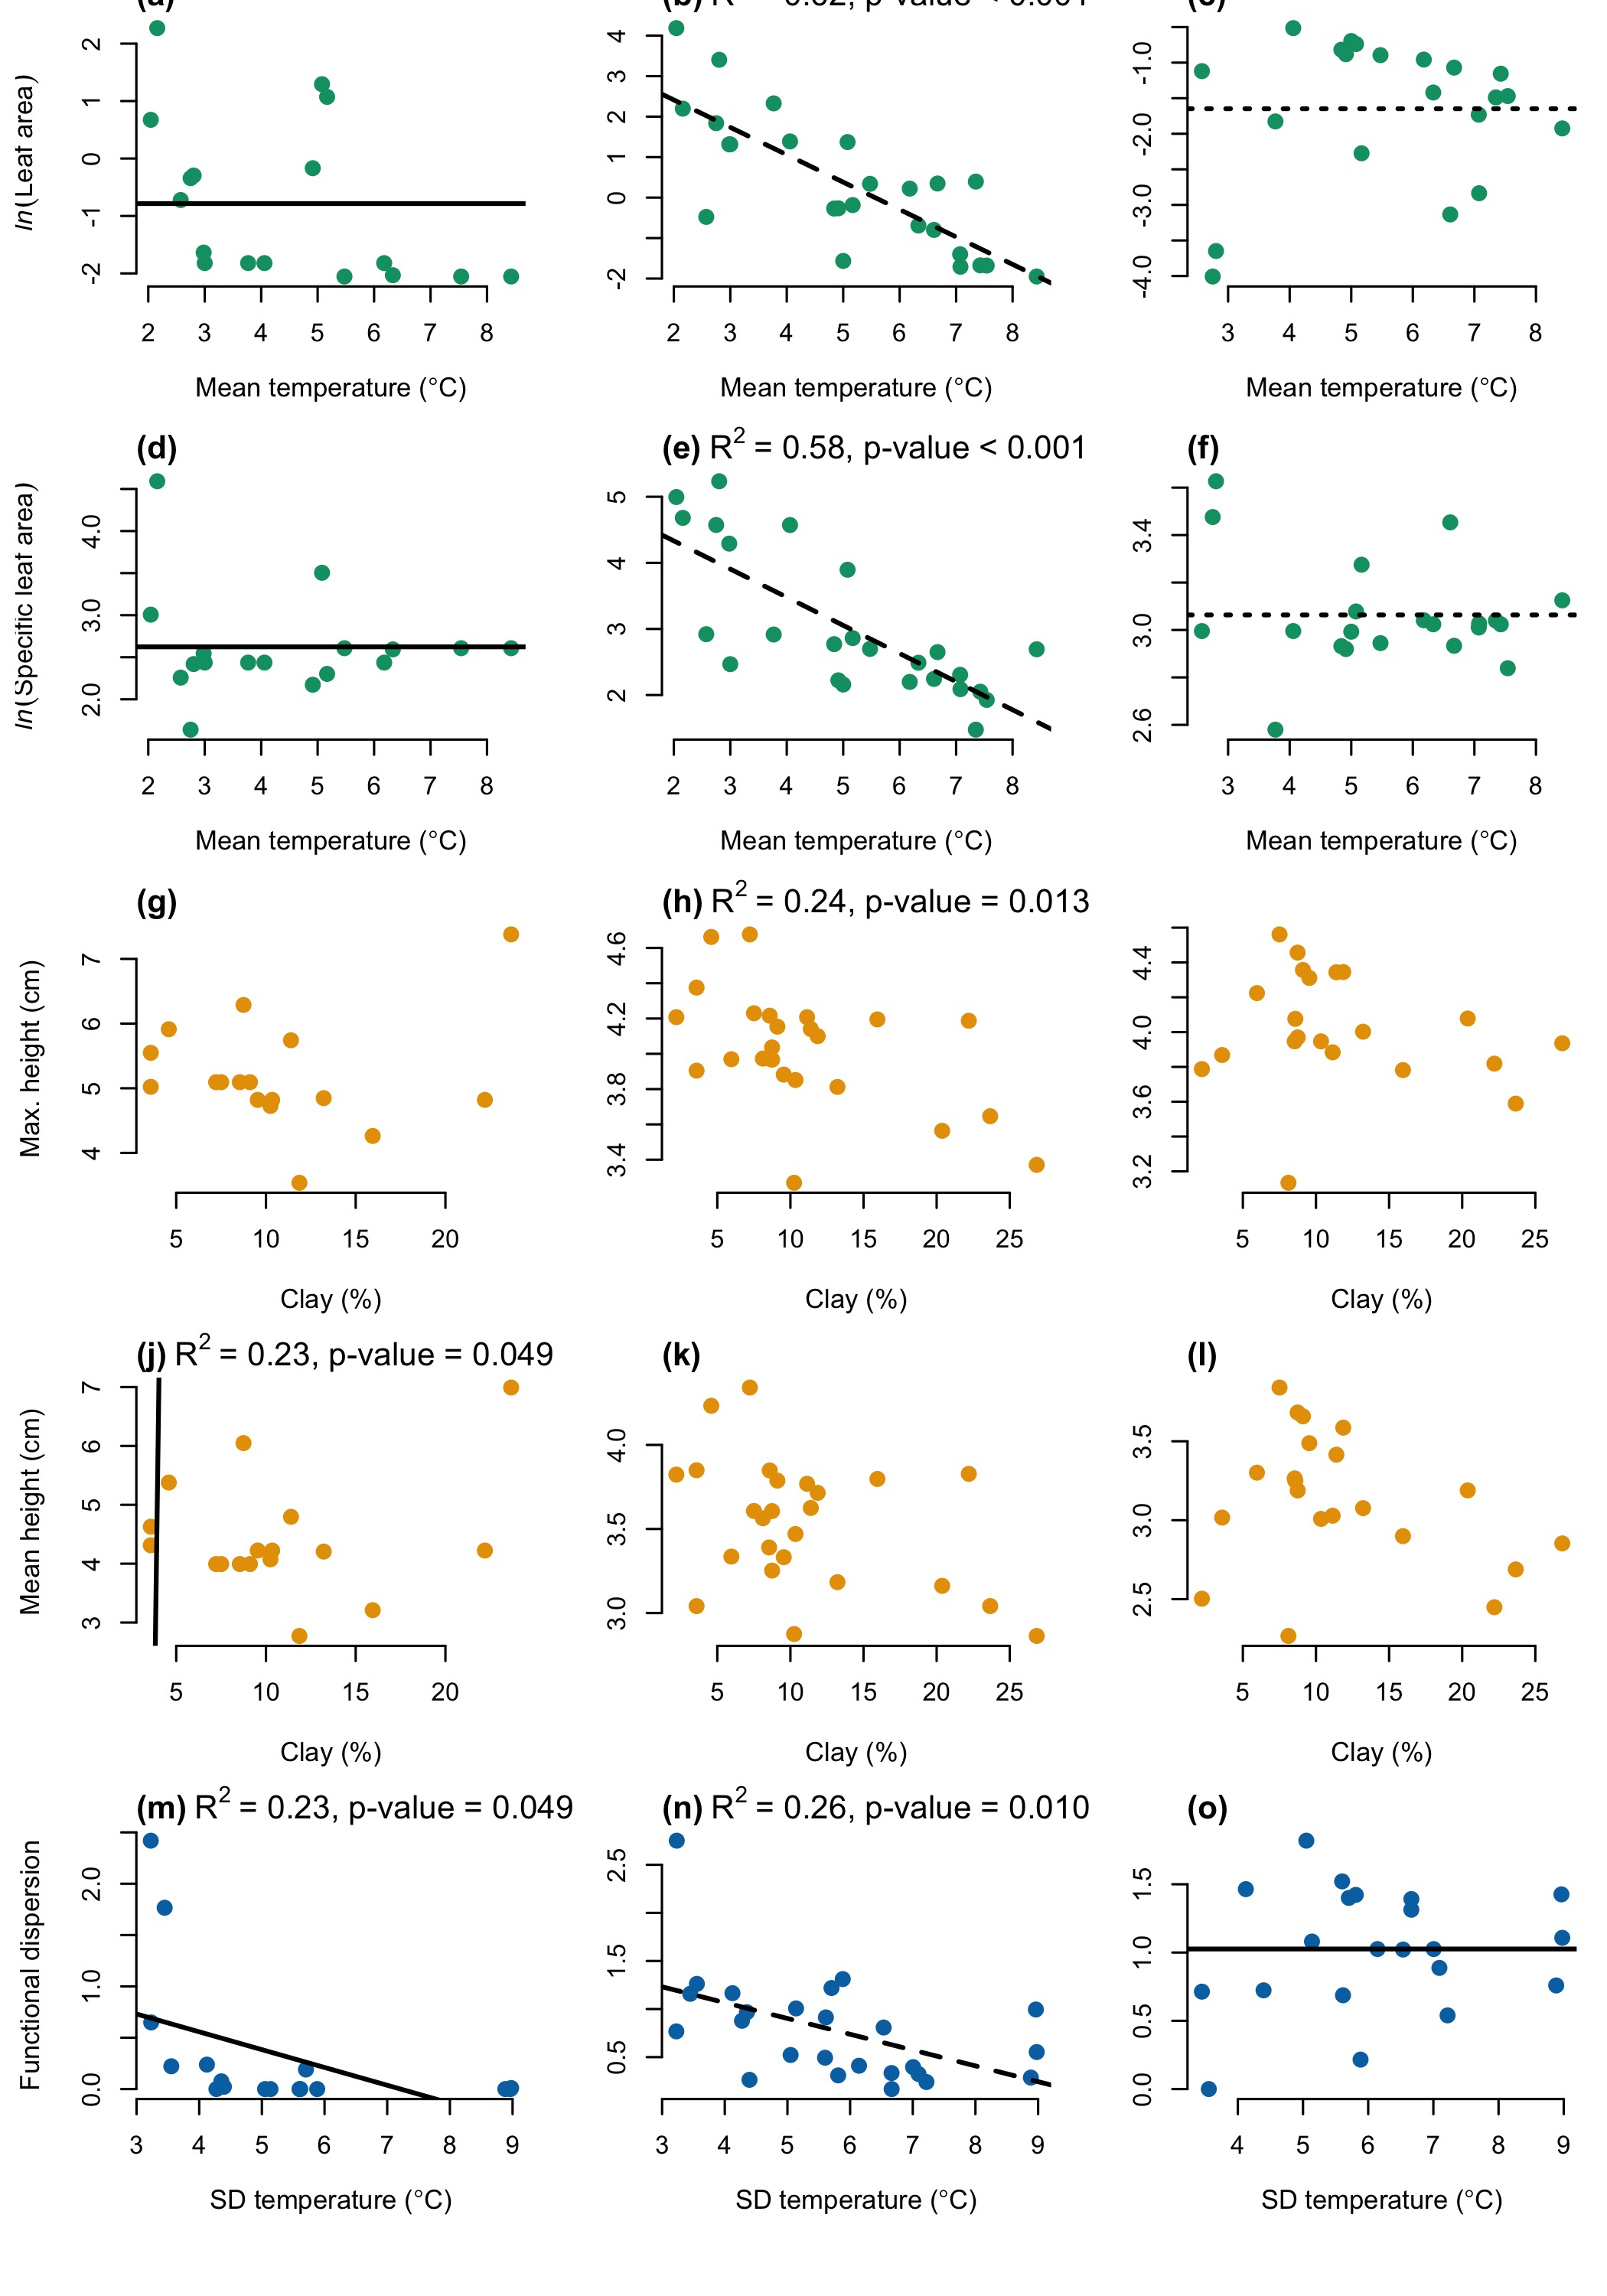 (a)
(b) R² = 0.62, p-value < 0.001
(c)
ln(Leaf area)
2
1
0
-1
-2
4
3
2
1
0
-2
-1.0
-2.0
-3.0
-4.0
2 3 4 5 6 7 8
2 3 4 5 6 7 8
3 4 5 6 7 8
Mean temperature (°C)
Mean temperature (°C)
Mean temperature (°C)
(d)
(e) R² = 0.58, p-value < 0.001
(f)
ln(Specific leaf area)
4.0
3.0
2.0
5
4
3
2
3.4
3.0
2.6
2 3 4 5 6 7 8
2 3 4 5 6 7 8
3 4 5 6 7 8
Mean temperature (°C)
Mean temperature (°C)
Mean temperature (°C)
(g)
(h) R² = 0.24, p-value = 0.013
Max. height (cm)
7
6
5
4
4.6
4.2
3.8
3.4
4.4
4.0
3.6
3.2
5 10 15 20
5 10 15 20 25
5 10 15 20 25
Clay (%)
Clay (%)
Clay (%)
(j) R² = 0.23, p-value = 0.049
(k)
(l)
Mean height (cm)
7
6
5
4
3
4.0
3.5
3.0
3.5
3.0
2.5
5 10 15 20
5 10 15 20 25
5 10 15 20 25
Clay (%)
Clay (%)
Clay (%)
(m) R² = 0.23, p-value = 0.049
(n) R² = 0.26, p-value = 0.010
(o)
Functional dispersion
2.0
1.0
0.0
2.5
1.5
0.5
1.5
1.0
0.5
0.0
3 4 5 6 7 8 9
3 4 5 6 7 8 9
4 5 6 7 8 9
SD temperature (°C)
SD temperature (°C)
SD temperature (°C)